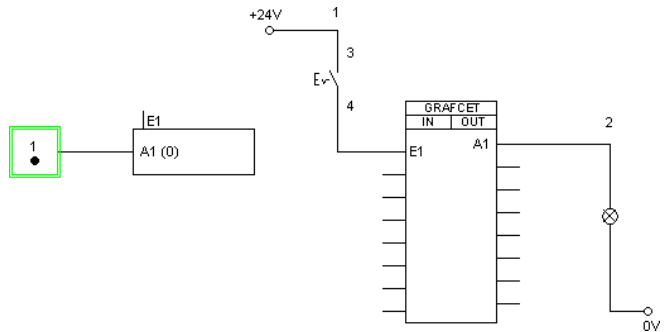 +24V
1
3
4
GRAFCET
IN OUT
E1 A1
2
0V
1
E1
A1 (0)